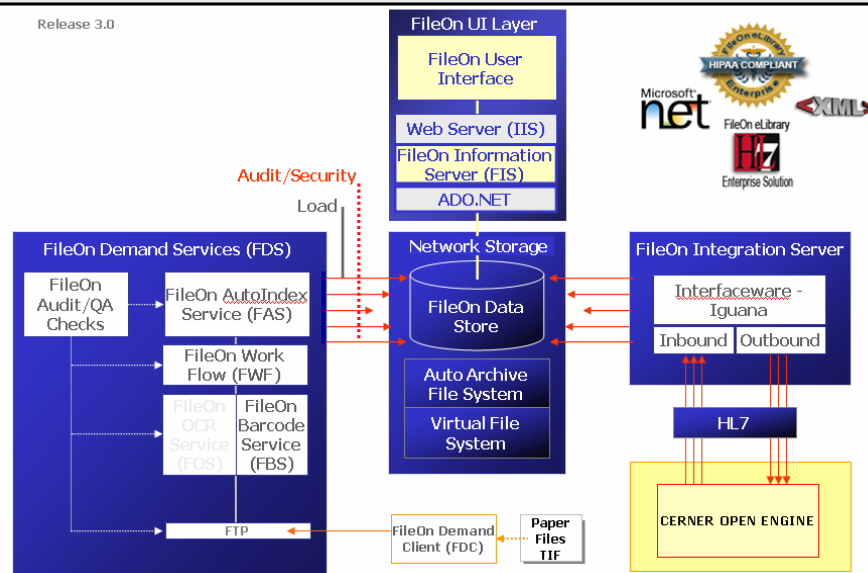 Release 3.0
FileOn UI Layer
FileOn User
Interface
Web Server (IIS)
FileOn Information
Server (FIS)
ADO.NET
FileOn eLibrary
HIPAA COMPLIANT
Enterprise
Microsoft
net
<XML>
FileOn eLibrary
HL7
Enterprise Solution
Audit/Security
Load
FileOn Demand Services (FDS)
FileOn
Audit/QA
Checks
FileOn AutoIndex
Service (FAS)
FileOn Work
Flow (FWF)
FileOn
OCR
Service
(FOS)
FileOn
Barcode
Service
(FBS)
FTP
Network Storage
FileOn Data
Store
Auto Archive
File System
Virtual File
System
FileOn Demand
Client (FDC)
Paper
Files
TIF
FileOn Integration Server
Interfaceware -
Iguana
Inbound
Outbound
HL7
CERNER OPEN ENGINE